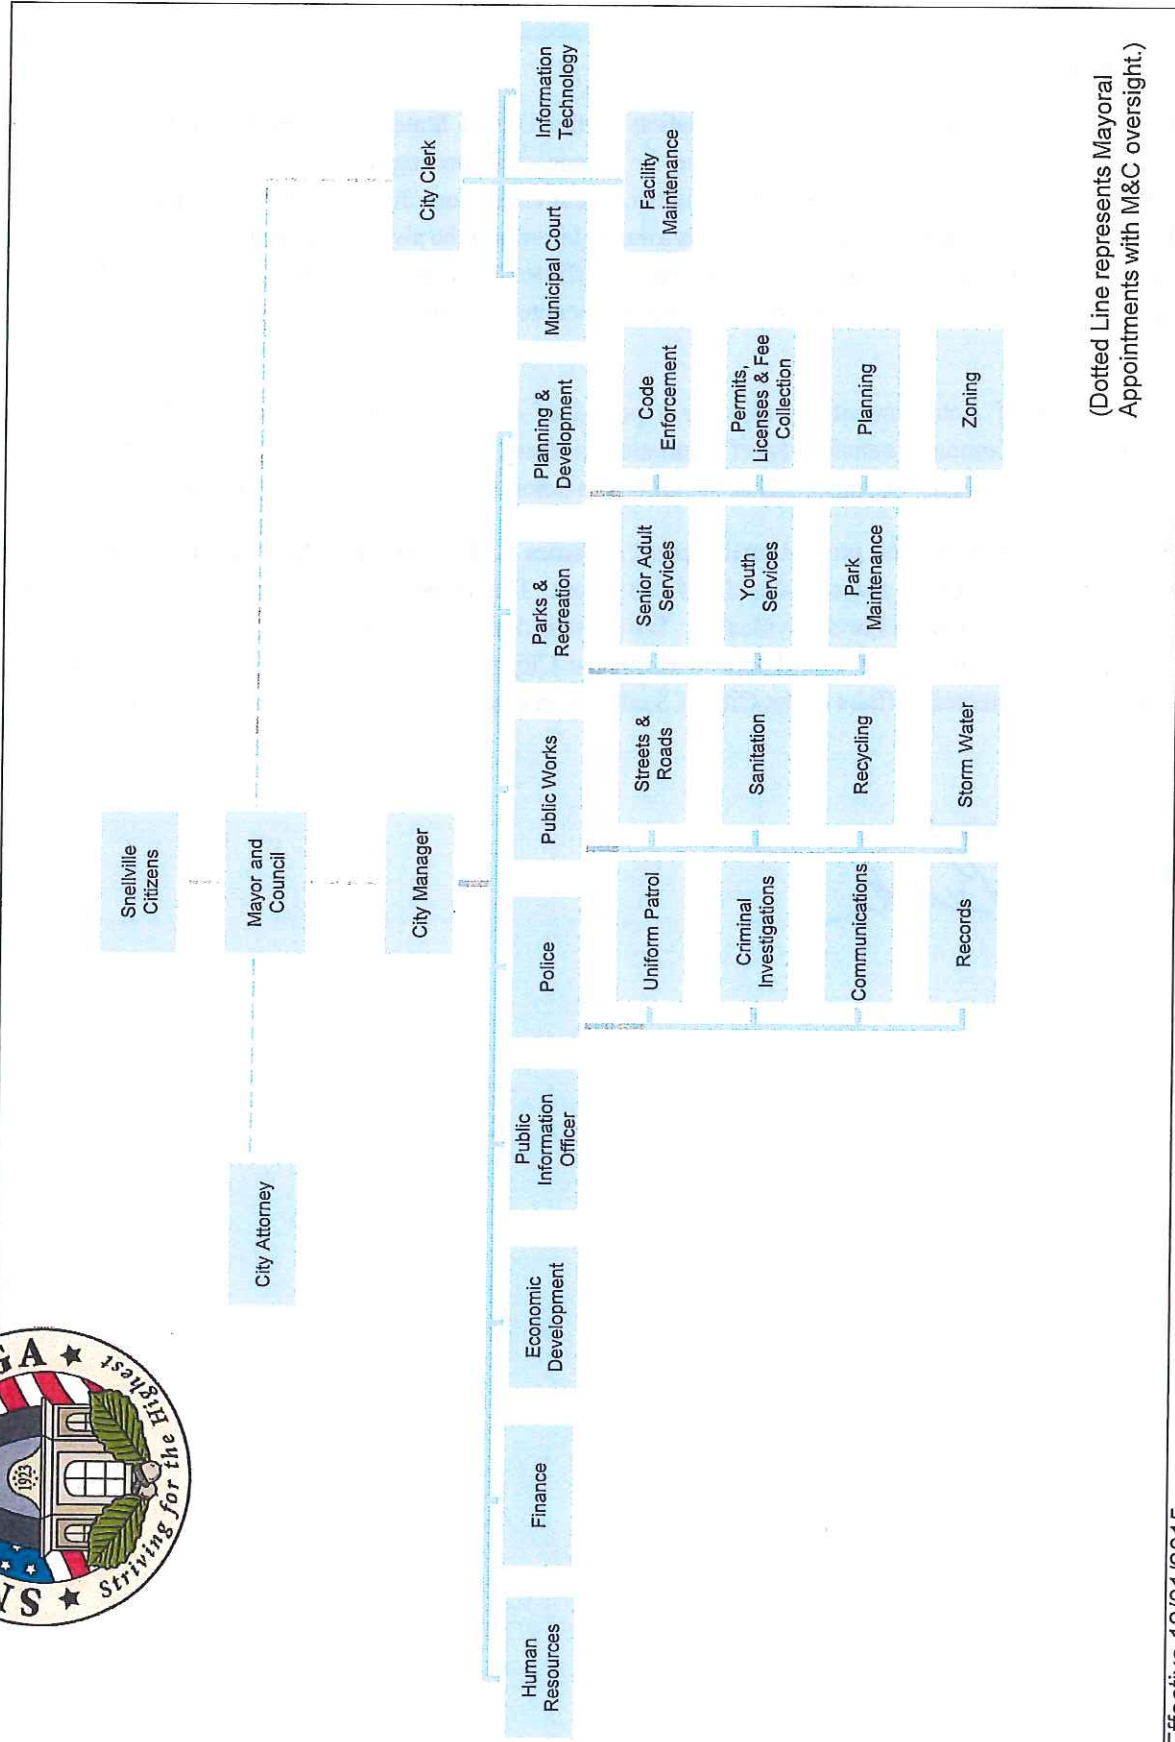 GA
1923
Striving for the Highest
Snellville
Citizens
City Attorney
Mayor and
Council
City Manager
City Clerk
Human
Resources
Finance
Economic
Development
Public
Information
Officer
Police
Public Works
Parks &
Recreation
Planning &
Development
Municipal Court
Information
Technology
Uniform Patrol
Criminal
Investigations
Communications
Records
Streets &
Roads
Sanitation
Recycling
Storm Water
Senior Adult
Services
Youth
Services
Park
Maintenance
Code
Enforcement
Permits,
Licenses & Fee
Collection
Planning
Zoning
Facility
Maintenance
(Dotted Line represents Mayoral
Appointments with M&C oversight.)